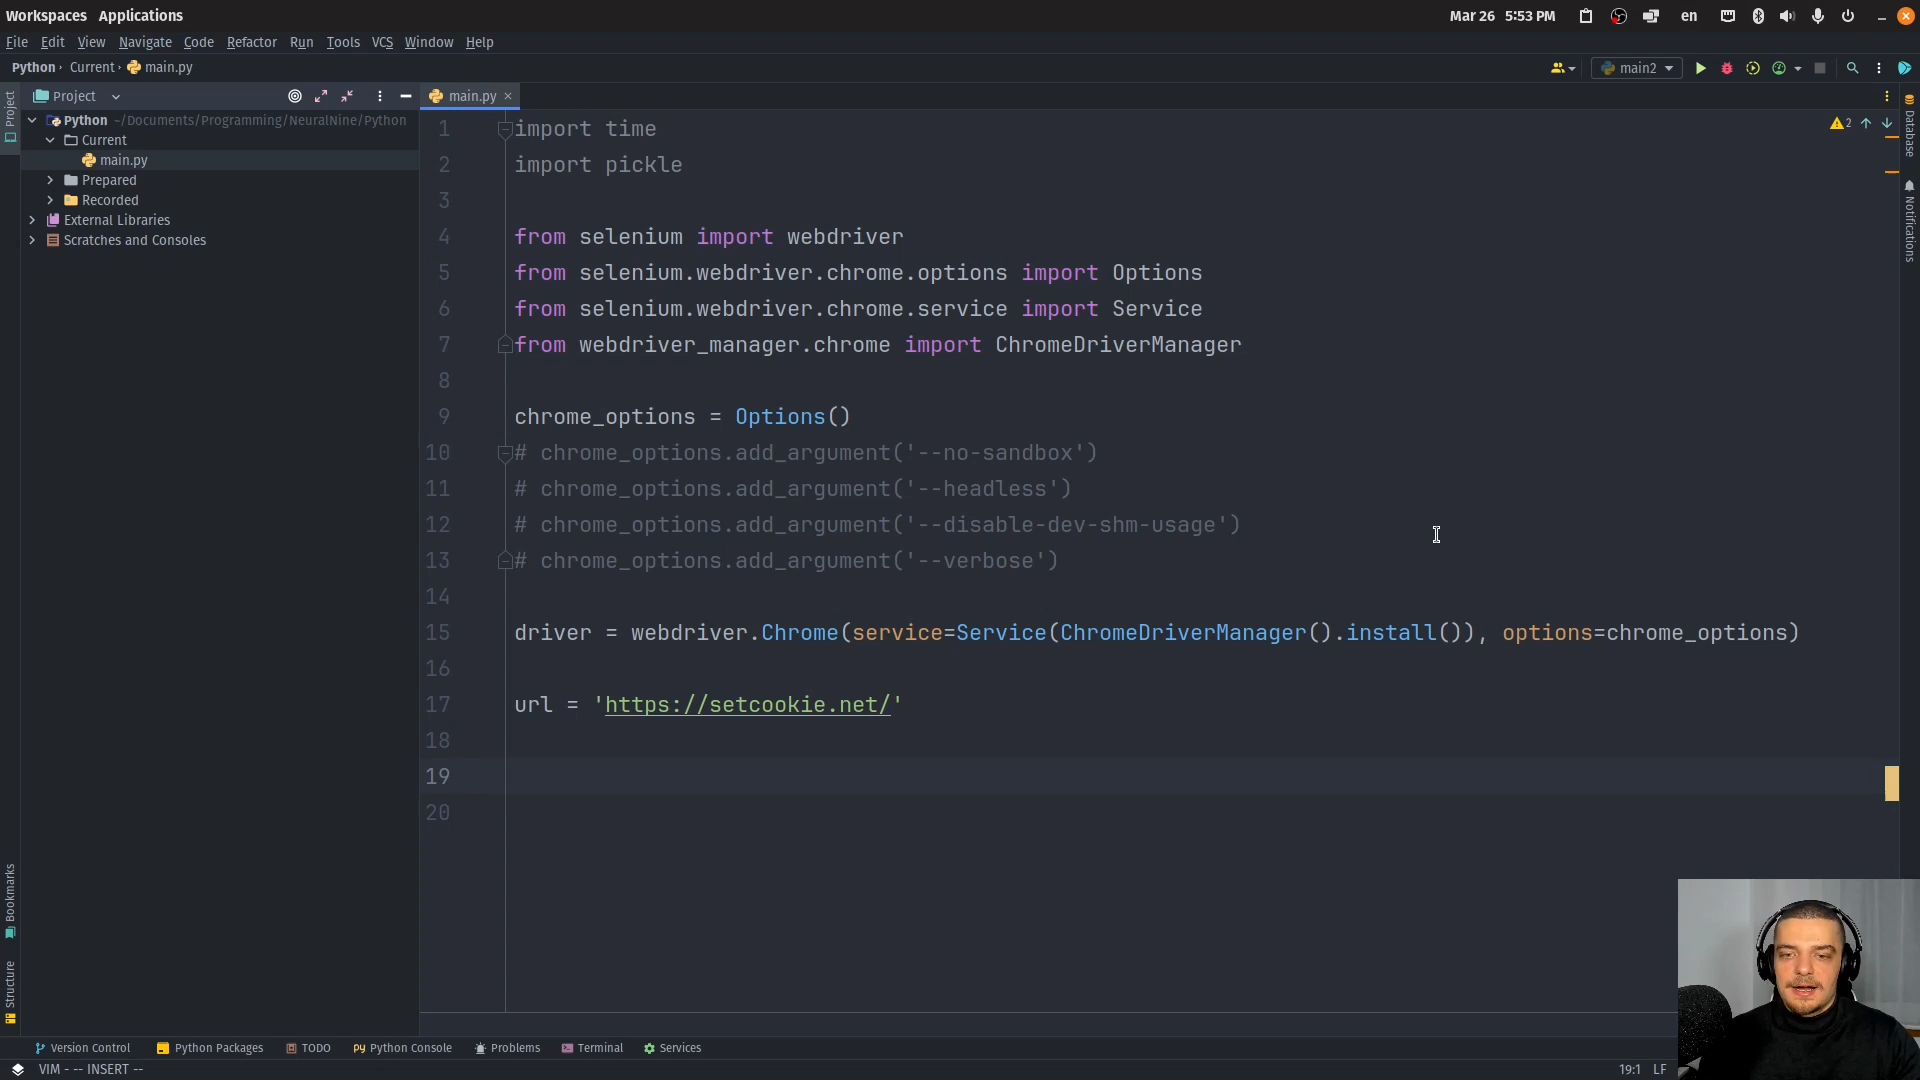 Workspaces Applications
Mar 26 5:53 PM
en
File Edit View Navigate Code Refactor Run Tools VCS Window Help
Python › Current › main.py
main2
Project
main.py
Project
Python ~/Documents/Programming/NeuralNine/Python
Current
main.py
Prepared
Recorded
External Libraries
Scratches and Consoles
Bookmarks
Structure
2
Database
Notifications
1 import time
2 import pickle
3
4 from selenium import webdriver
5 from selenium.webdriver.chrome.options import Options
6 from selenium.webdriver.chrome.service import Service
7 from webdriver_manager.chrome import ChromeDriverManager
8
9 chrome_options = Options()
10 # chrome_options.add_argument('--no-sandbox')
11 # chrome_options.add_argument('--headless')
12 # chrome_options.add_argument('--disable-dev-shm-usage')
13 # chrome_options.add_argument('--verbose')
14
15 driver = webdriver.Chrome(service=Service(ChromeDriverManager().install()), options=chrome_options)
16
17 url = 'https://setcookie.net/'
18
19
20
Version Control Python Packages TODO Python Console Problems Terminal Services
VIM - -- INSERT --
19:1 LF